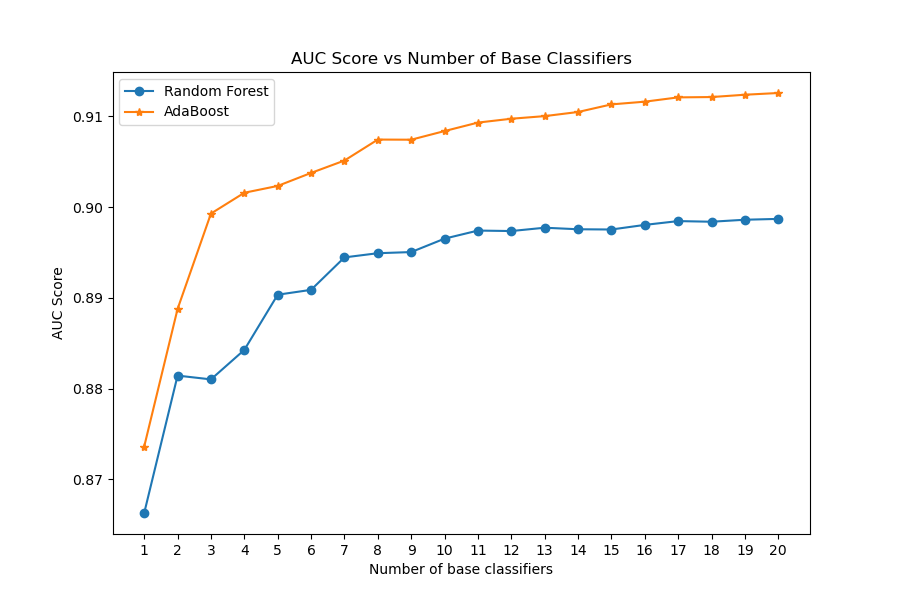 AUC Score vs Number of Base Classifiers
Random Forest
AdaBoost
AUC Score
0.91
0.90
0.89
0.88
0.87
1 2 3 4 5 6 7 8 9 10 11 12 13 14 15 16 17 18 19 20
Number of base classifiers